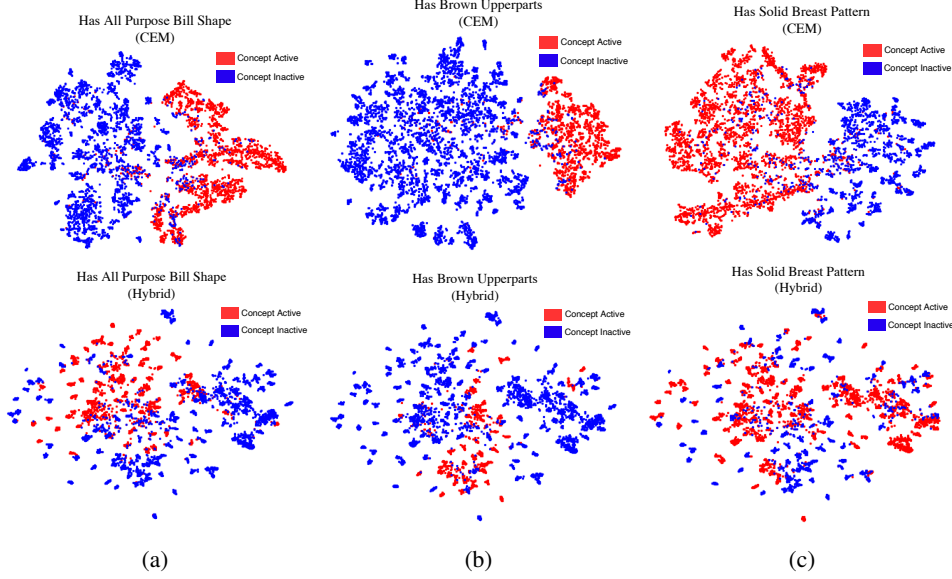 Has All Purpose Bill Shape
(CEM)
Concept Active
Concept Inactive
Has Brown Upperparts
(CEM)
Concept Active
Concept Inactive
Has Solid Breast Pattern
(CEM)
Concept Active
Concept Inactive
Has All Purpose Bill Shape
(Hybrid)
Concept Active
Concept Inactive
Has Brown Upperparts
(Hybrid)
Concept Active
Concept Inactive
Has Solid Breast Pattern
(Hybrid)
Concept Active
Concept Inactive
(a)
(b)
(c)